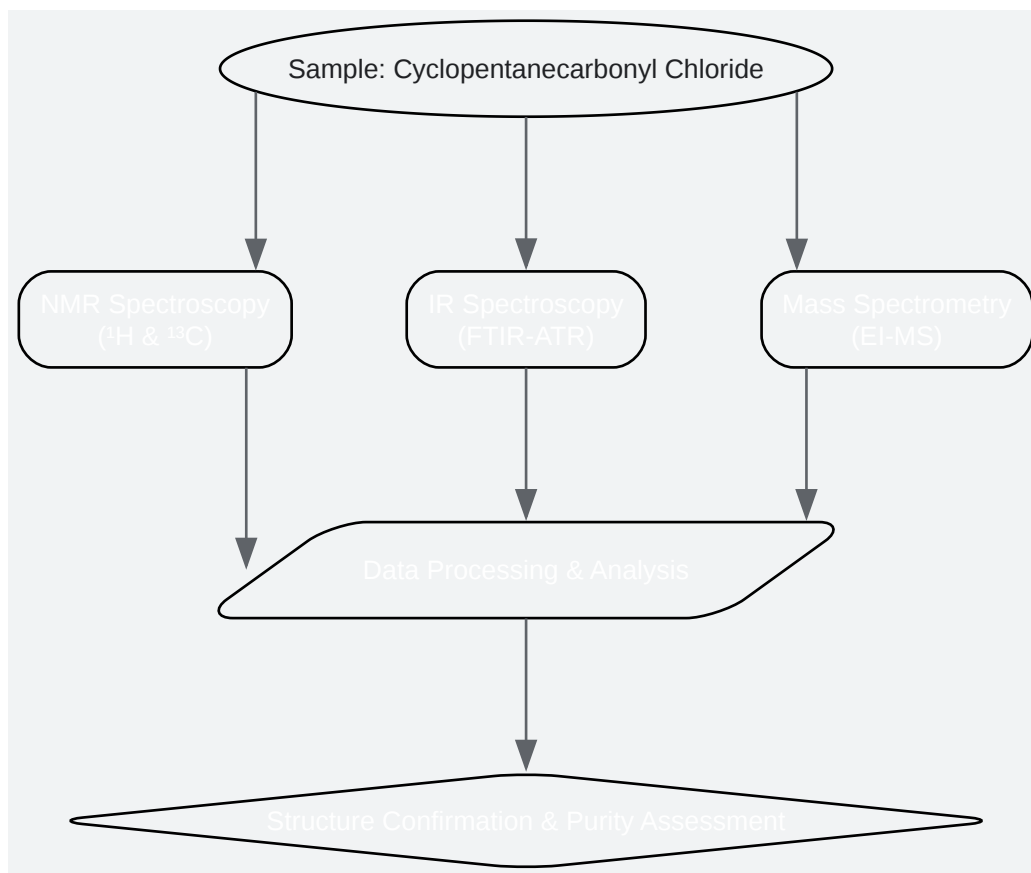 Sample: Cyclopentanecarbonyl Chloride
NMR Spectroscopy
(¹H & ¹³C)
IR Spectroscopy
(FTIR-ATR)
Mass Spectrometry
(EI-MS)
Data Processing & Analysis
Structure Confirmation & Purity Assessment